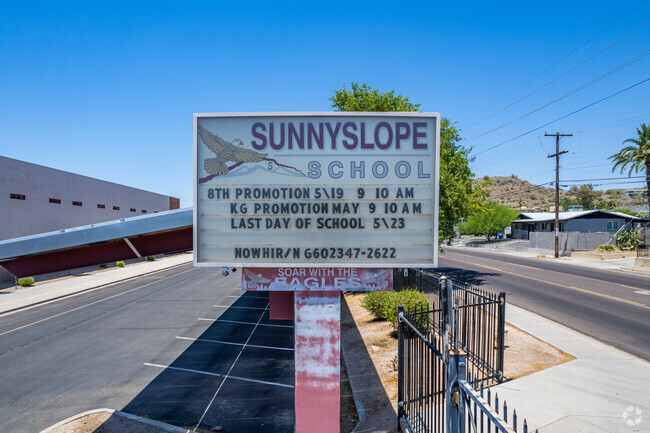 SUNNYSLOPE
S
SCHOOL
8TH PROMOTION 5\19 9 10 AM
KG PROMOTION MAY 9 10 AM
LAST DAY OF SCHOOL 5\23
NOWHIR/N G602347-2622
SOAR WITH THE
EAGLES